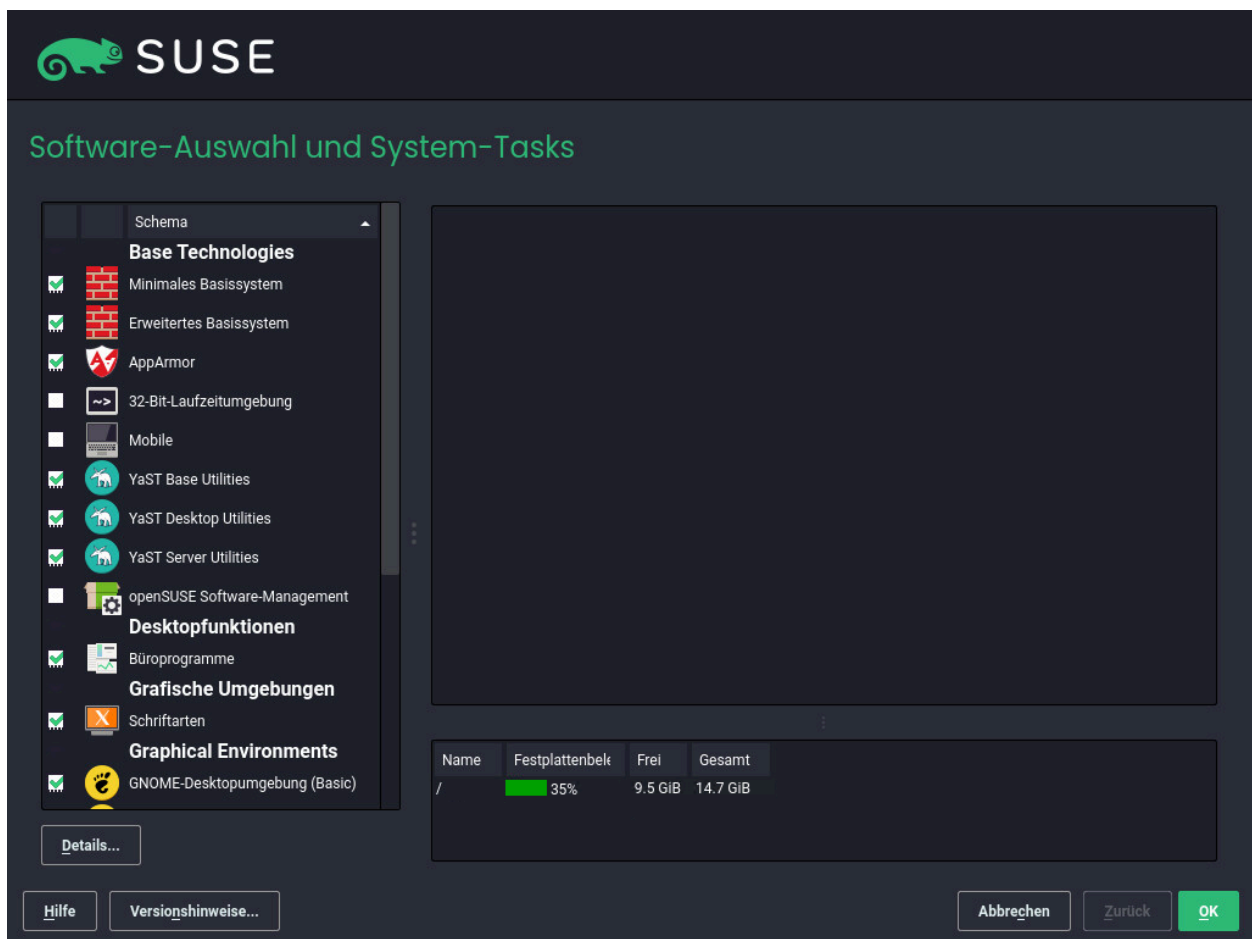 SUSE
Software-Auswahl und System-Tasks
Schema
Base Technologies
Minimales Basissystem
Erweitertes Basissystem
AppArmor
~> 32-Bit-Laufzeitumgebung
Mobile
YaST Base Utilities
YaST Desktop Utilities
YaST Server Utilities
openSUSE Software-Management
Desktopfunktionen
Büroprogramme
Grafische Umgebungen
X Schriftarten
Graphical Environments
GNOME-Desktopumgebung (Basic)
Name Festplattenbele Frei Gesamt
/ 35% 9.5 GiB 14.7 GiB
Details...
Hilfe Versionshinweise... Abbrechen Zurück OK